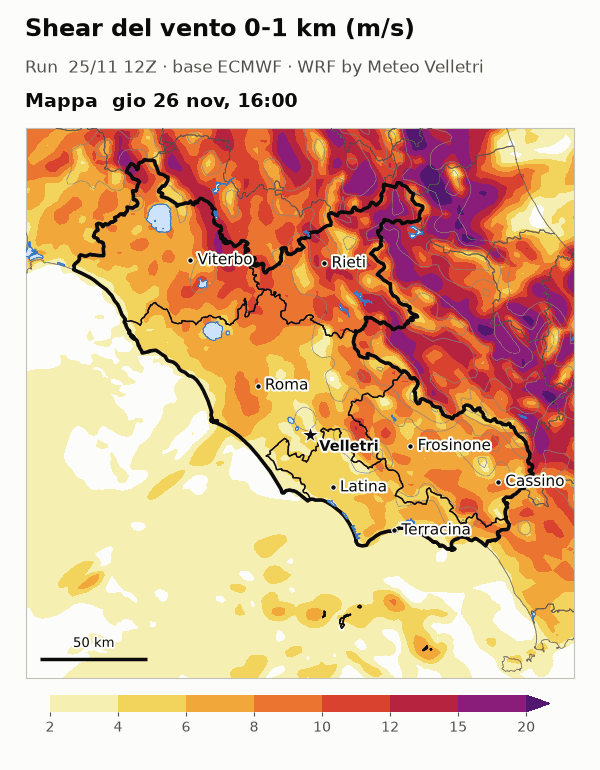 Shear del vento 0-1 km (m/s)
Run  25/11 12Z · base ECMWF · WRF by Meteo Velletri
Mappa  gio 26 nov, 16:00
Viterbo
Rieti
Roma
Velletri
Frosinone
Latina
Cassino
Terracina
50 km
2 4 6 8 10 12 15 20